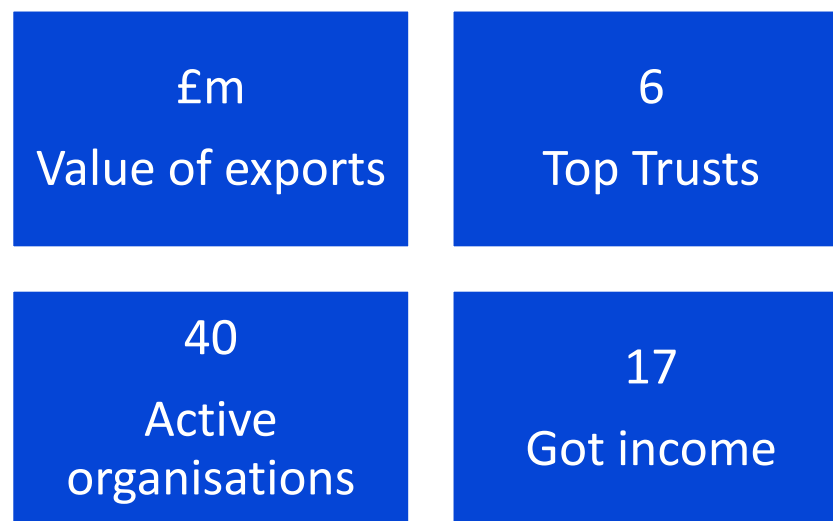 £m
Value of exports
6
Top Trusts
40
Active
organisations
17
Got income